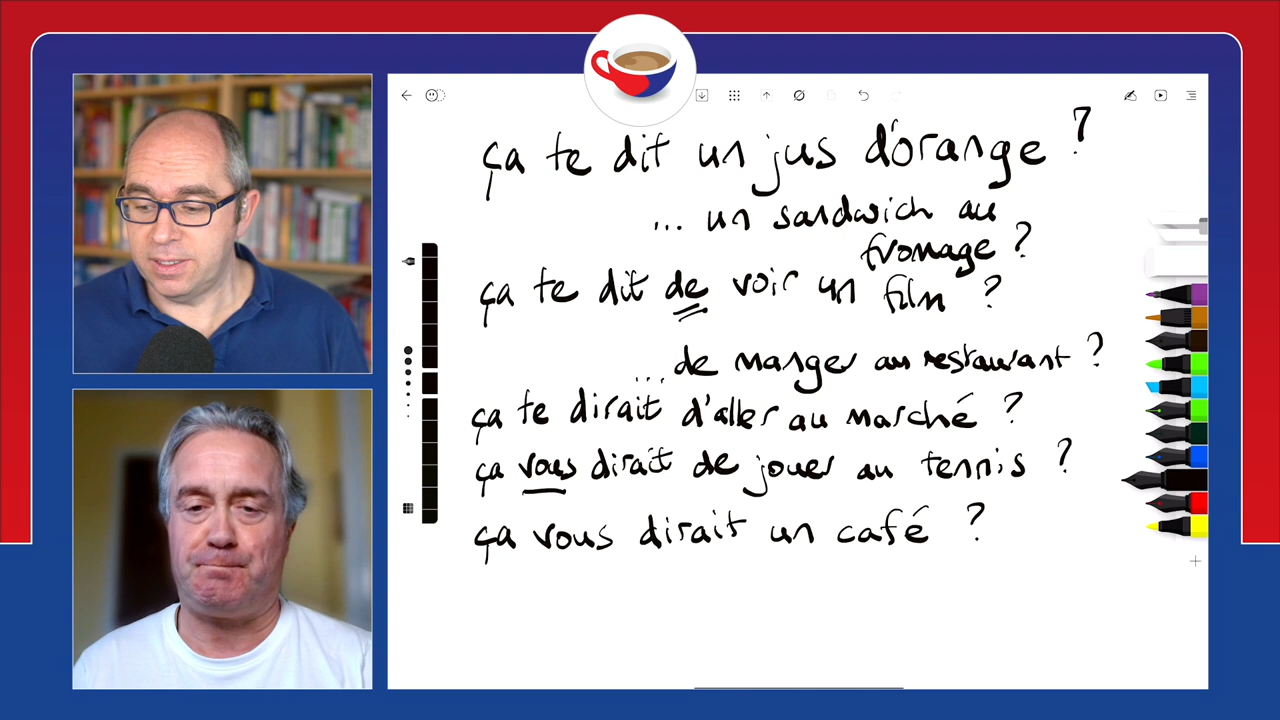 ça te dit un jus d'orange ?
... un sandwich au
fromage ?
ça te dit de voir un film ?
... de manger au restaurant ?
ça te dirait d'aller au marché ?
ça vous dirait de jouer au tennis ?
ça vous dirait un café ?